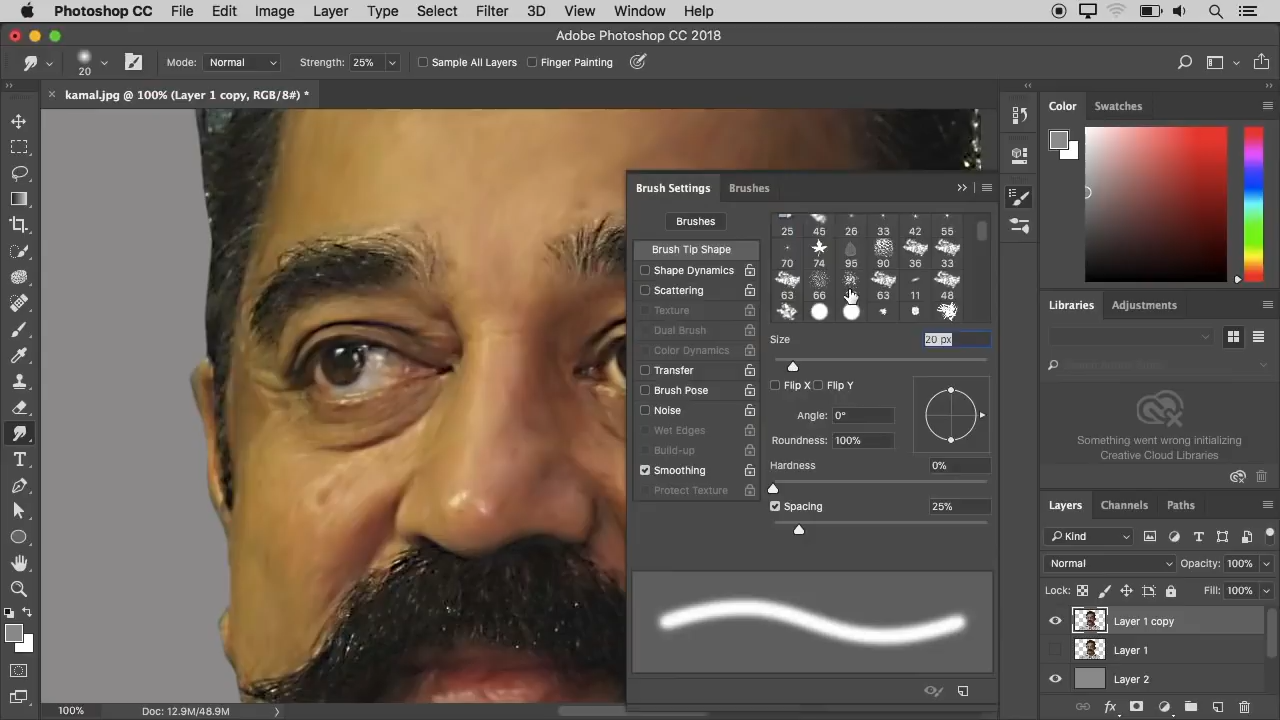 Photoshop CC File Edit Image Layer Type Select Filter 3D View Window Help
Adobe Photoshop CC 2018
20 Mode: Normal Strength: 25% Sample All Layers Finger Painting
× kamal.jpg @ 100% (Layer 1 copy, RGB/8#) *
Color Swatches
Brush Settings Brushes
Brushes
25 45 26 33 42 55
Brush Tip Shape
70 74 95 90 36 33
Shape Dynamics
Scattering
63 66 63 11 48
Texture
Dual Brush
Color Dynamics
Transfer
Brush Pose
Noise
Wet Edges
Build-up
Smoothing
Protect Texture
Size 20 px
Flip X Flip Y
Angle: 0°
Roundness: 100%
Hardness 0%
Spacing 25%
Libraries Adjustments
Something went wrong initializing
Creative Cloud Libraries
Layers Channels Paths
Kind
Normal Opacity: 100%
Lock: Fill: 100%
Layer 1 copy
Layer 1
Layer 2
fx
100% Doc: 12.9M/48.9M